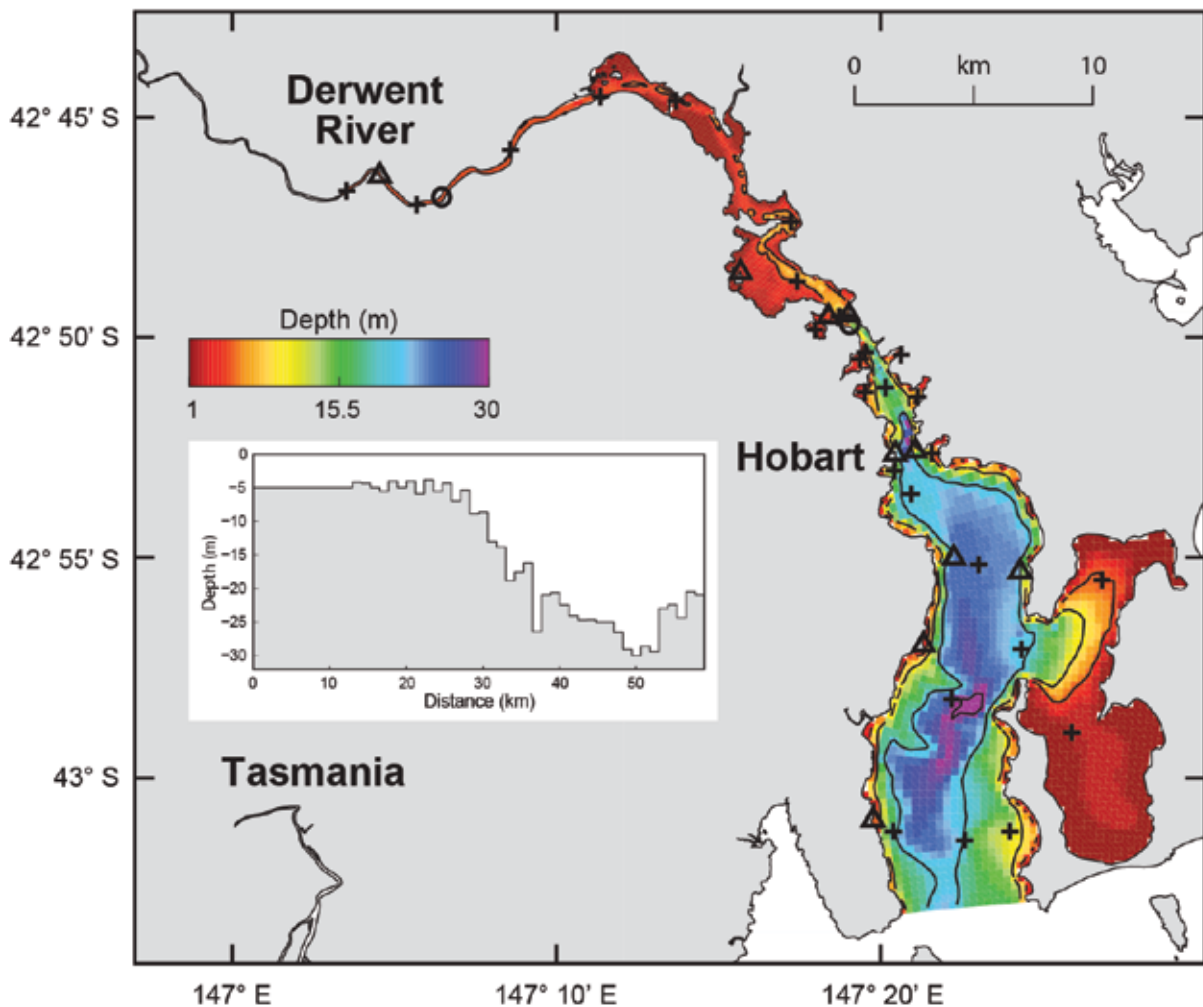 Derwent
River
0 km 10
42° 45' S
42° 50' S
42° 55' S
43° S
Depth (m)
1 15.5 30
Hobart
0
−5
−10
−15
−20
−25
−30
Depth (m)
0 10 20 30 40 50
Distance (km)
Tasmania
147° E 147° 10' E 147° 20' E